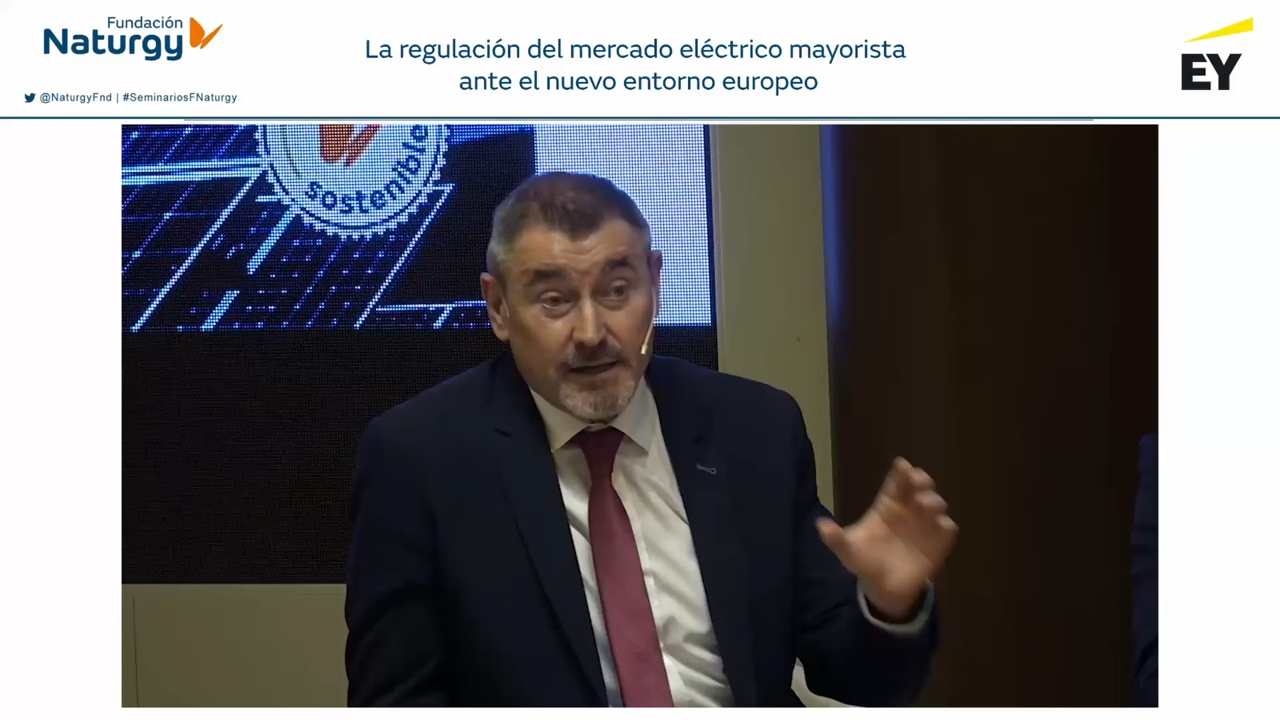 Fundación
Naturgy
@NaturgyFnd | #SeminariosFNaturgy
La regulación del mercado eléctrico mayorista
ante el nuevo entorno europeo
EY
sostenible